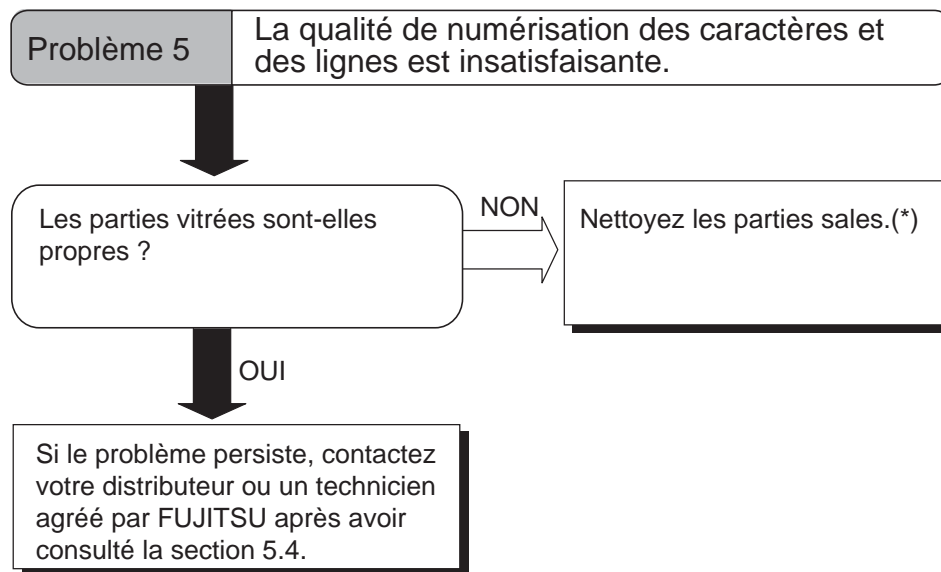 Problème 5
La qualité de numérisation des caractères et
des lignes est insatisfaisante.
Les parties vitrées sont-elles
propres ?
NON
Nettoyez les parties sales.(*)
OUI
Si le problème persiste, contactez
votre distributeur ou un technicien
agréé par FUJITSU après avoir
consulté la section 5.4.